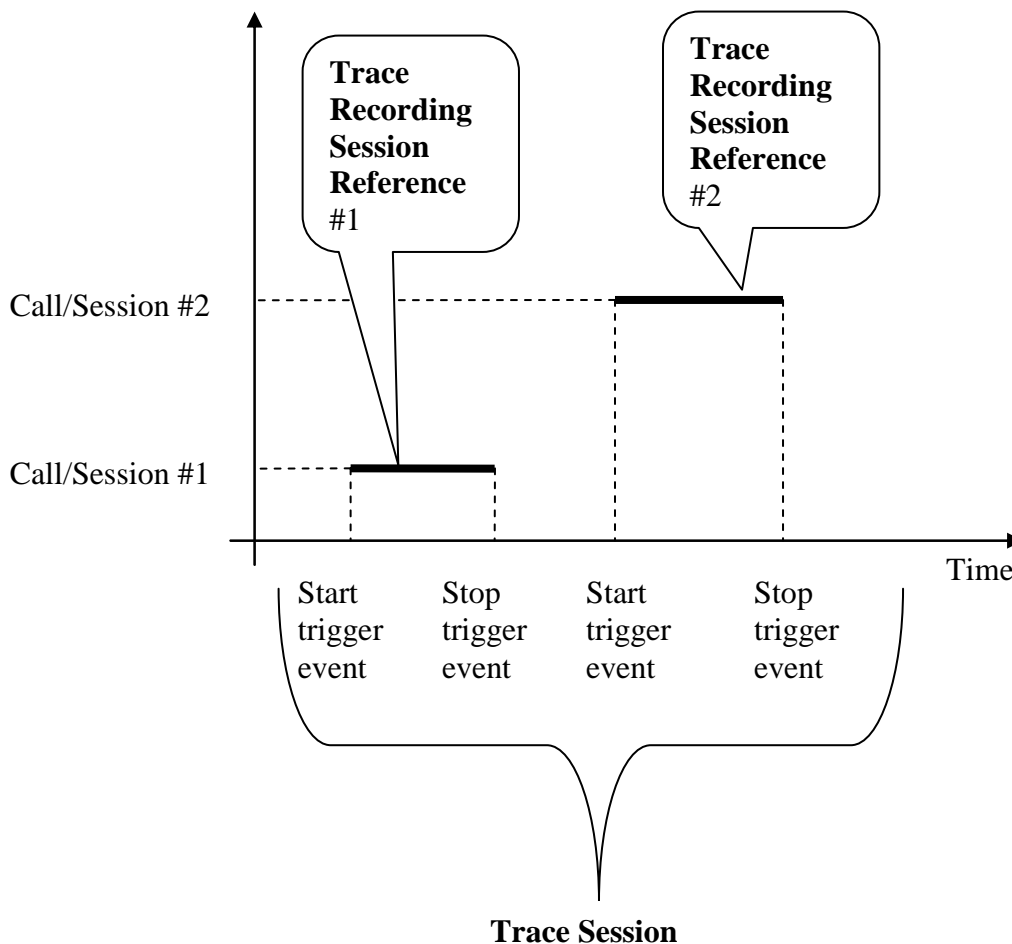 Trace
Recording
Session
Reference
#1
Trace
Recording
Session
Reference
#2
Call/Session #2
Call/Session #1
Time
Start
trigger
event
Stop
trigger
event
Start
trigger
event
Stop
trigger
event
Trace Session